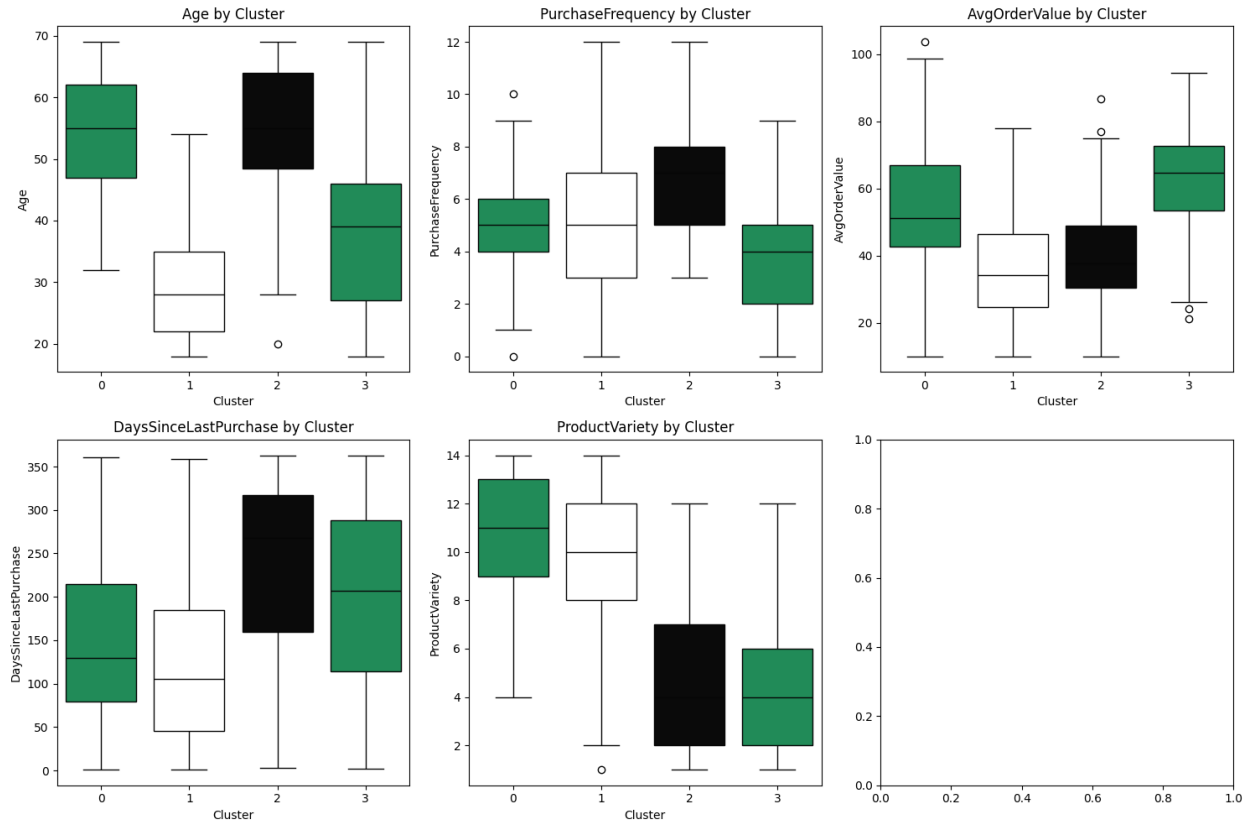 Age by Cluster
70
60
50
40
30
20
Age
0 1 2 3
Cluster
PurchaseFrequency by Cluster
12
10
8
6
4
2
0
PurchaseFrequency
0 1 2 3
Cluster
AvgOrderValue by Cluster
100
80
60
40
20
AvgOrderValue
0 1 2 3
Cluster
DaysSinceLastPurchase by Cluster
350
300
250
200
150
100
50
0
DaysSinceLastPurchase
0 1 2 3
Cluster
ProductVariety by Cluster
14
12
10
8
6
4
2
ProductVariety
0 1 2 3
Cluster
1.0
0.8
0.6
0.4
0.2
0.0
0.0 0.2 0.4 0.6 0.8 1.0